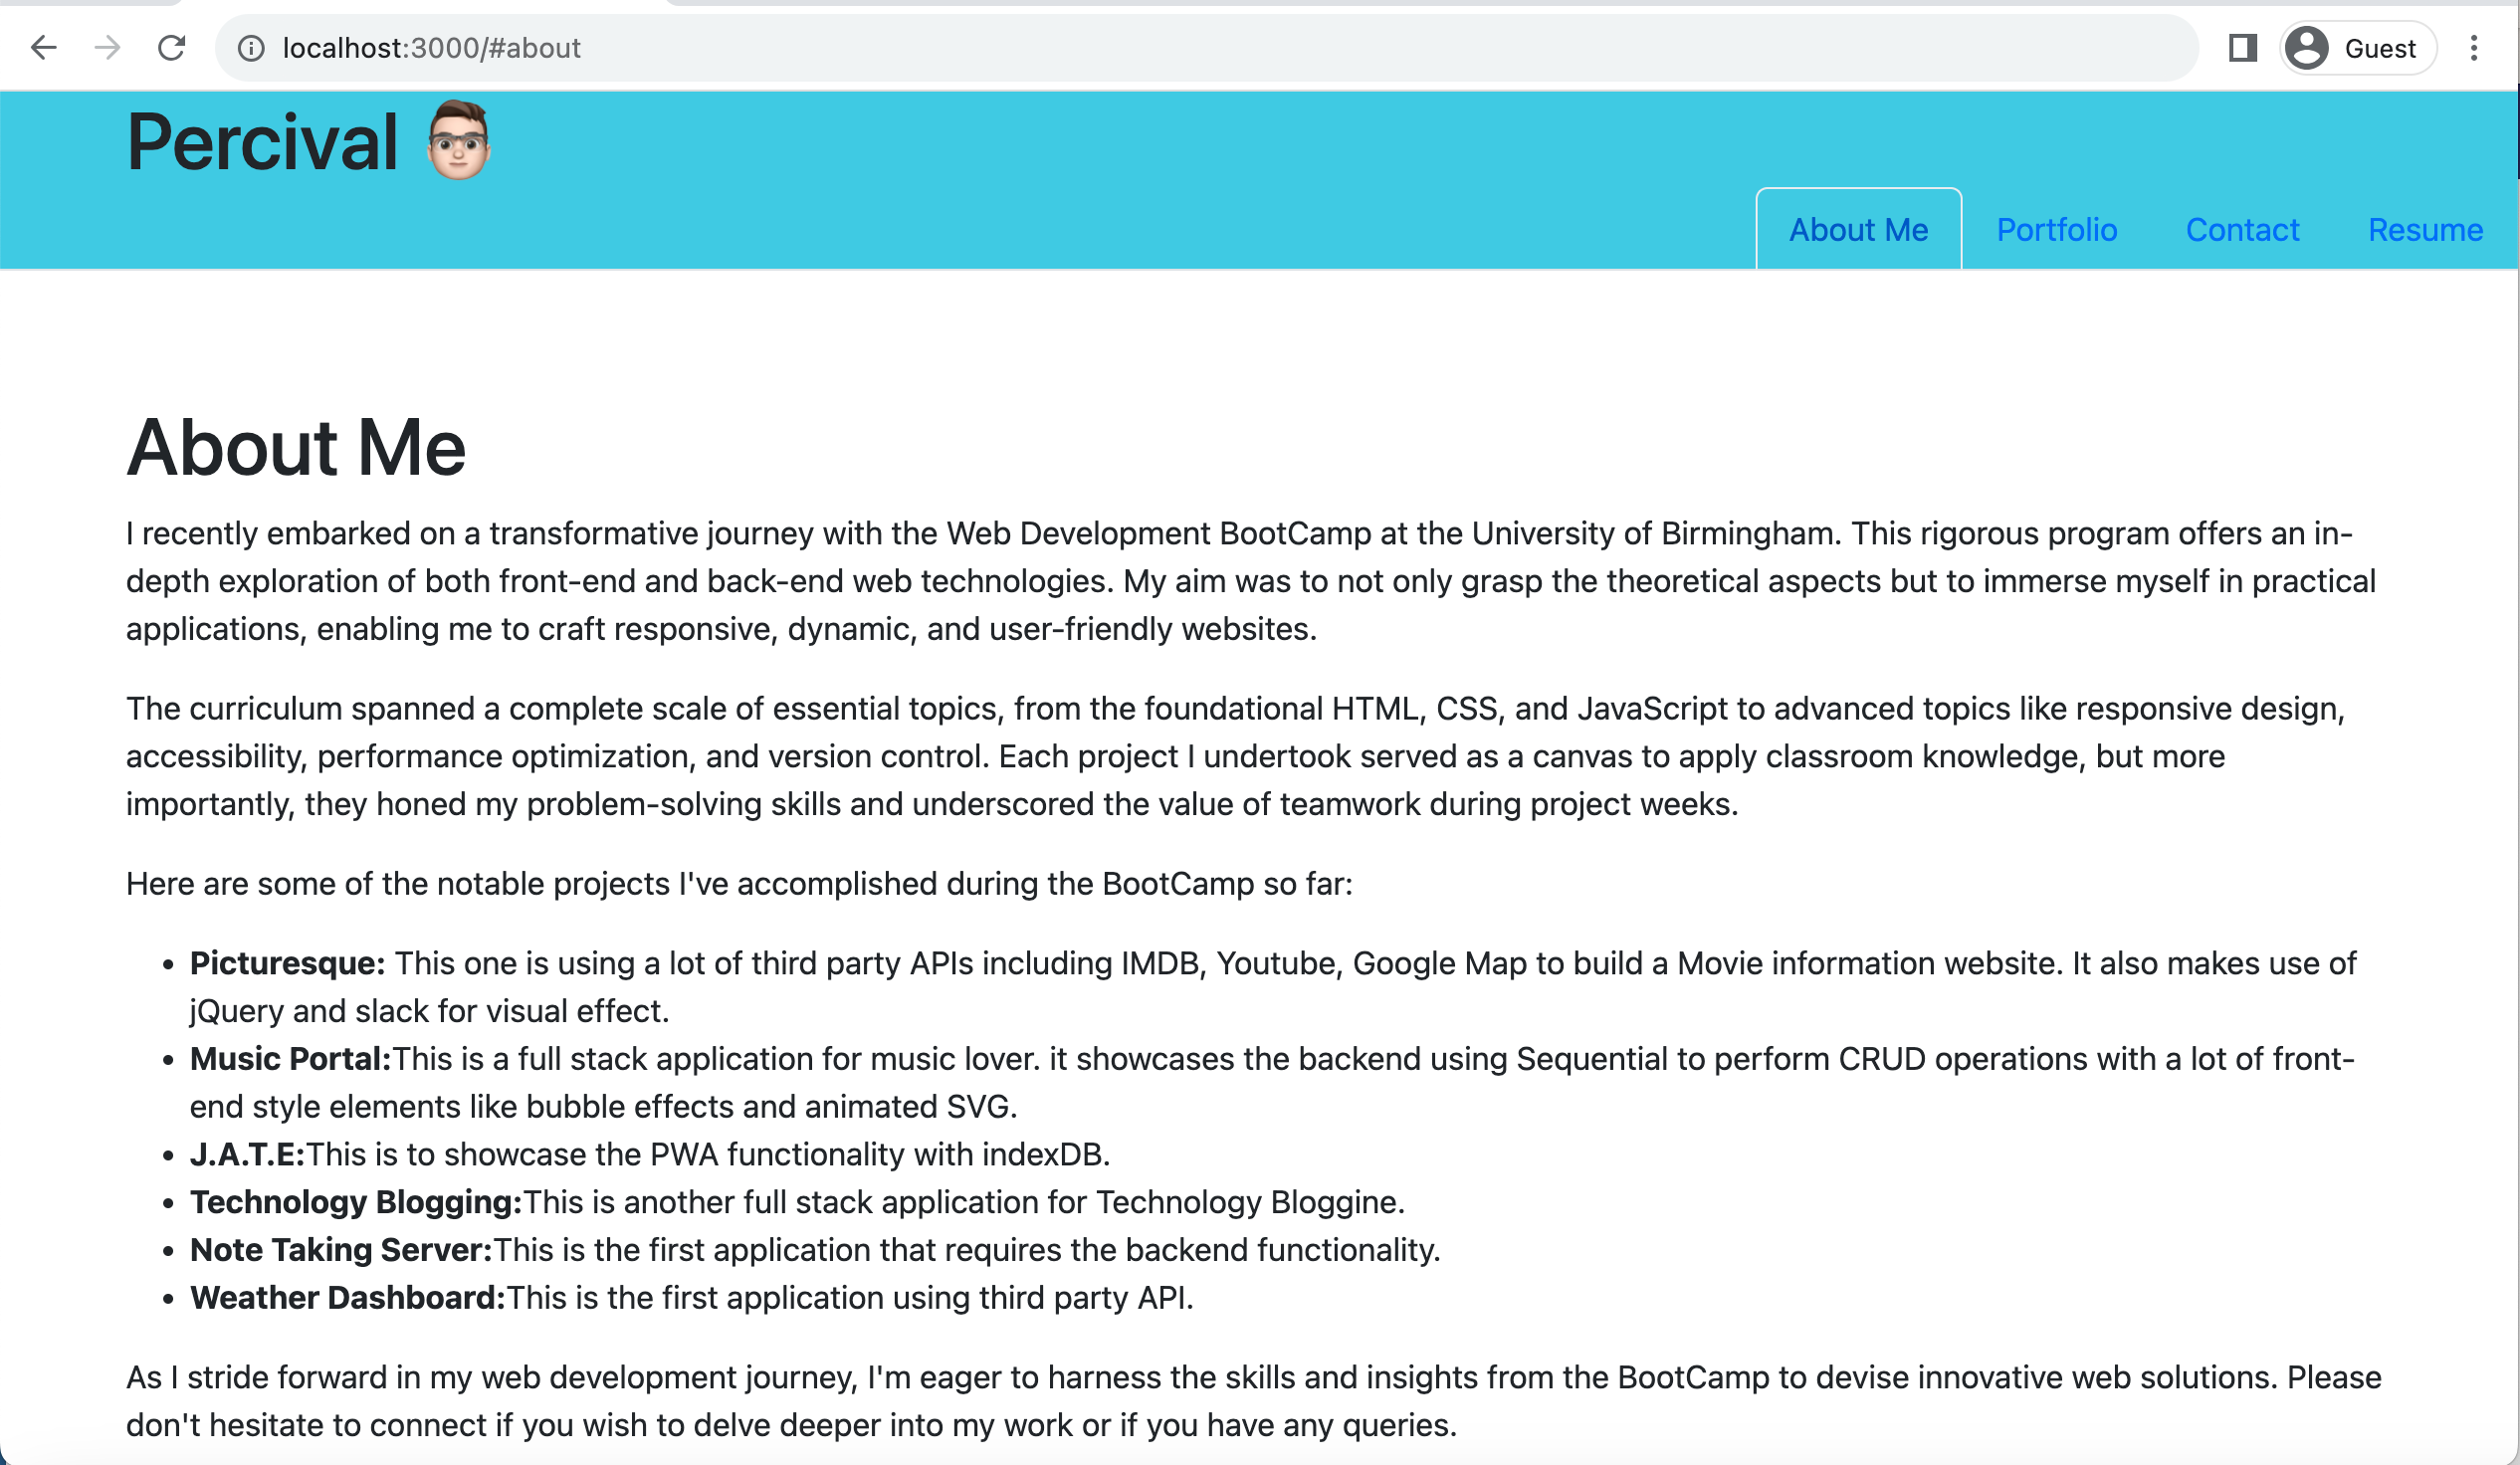 localhost:3000/#about
Guest
Percival
About Me
Portfolio
Contact
Resume
About Me
I recently embarked on a transformative journey with the Web Development BootCamp at the University of Birmingham. This rigorous program offers an in-
depth exploration of both front-end and back-end web technologies. My aim was to not only grasp the theoretical aspects but to immerse myself in practical
applications, enabling me to craft responsive, dynamic, and user-friendly websites.
The curriculum spanned a complete scale of essential topics, from the foundational HTML, CSS, and JavaScript to advanced topics like responsive design,
accessibility, performance optimization, and version control. Each project I undertook served as a canvas to apply classroom knowledge, but more
importantly, they honed my problem-solving skills and underscored the value of teamwork during project weeks.
Here are some of the notable projects I've accomplished during the BootCamp so far:
• Picturesque: This one is using a lot of third party APIs including IMDB, Youtube, Google Map to build a Movie information website. It also makes use of
jQuery and slack for visual effect.
• Music Portal:This is a full stack application for music lover. it showcases the backend using Sequential to perform CRUD operations with a lot of front-
end style elements like bubble effects and animated SVG.
• J.A.T.E:This is to showcase the PWA functionality with indexDB.
• Technology Blogging:This is another full stack application for Technology Bloggine.
• Note Taking Server:This is the first application that requires the backend functionality.
• Weather Dashboard:This is the first application using third party API.
As I stride forward in my web development journey, I'm eager to harness the skills and insights from the BootCamp to devise innovative web solutions. Please
don't hesitate to connect if you wish to delve deeper into my work or if you have any queries.